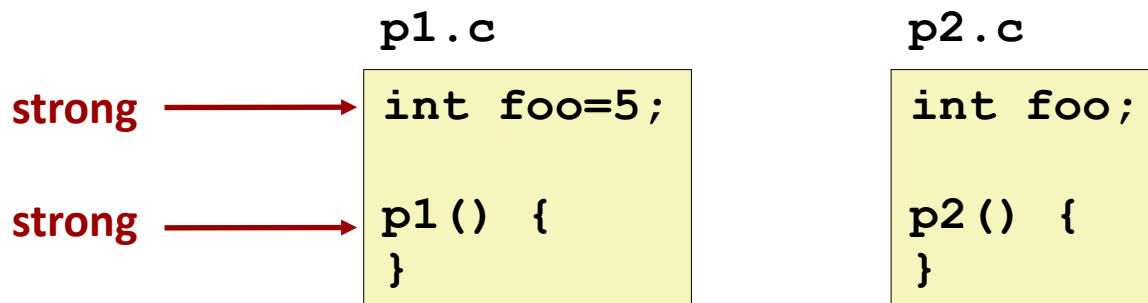 p1.c
p2.c
strong
int foo=5;
int foo;
strong
p1() {
p2() {
}
}